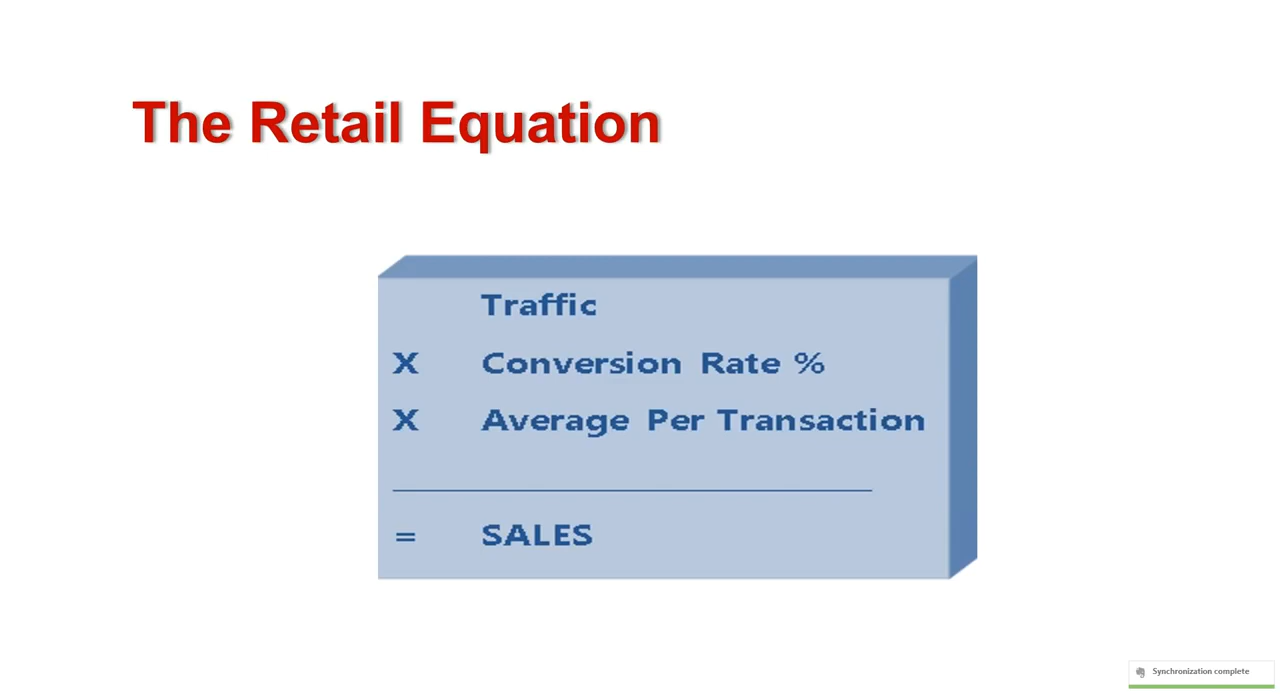 The Retail Equation
Traffic
X Conversion Rate %
X Average Per Transaction
= SALES
Synchronization complete